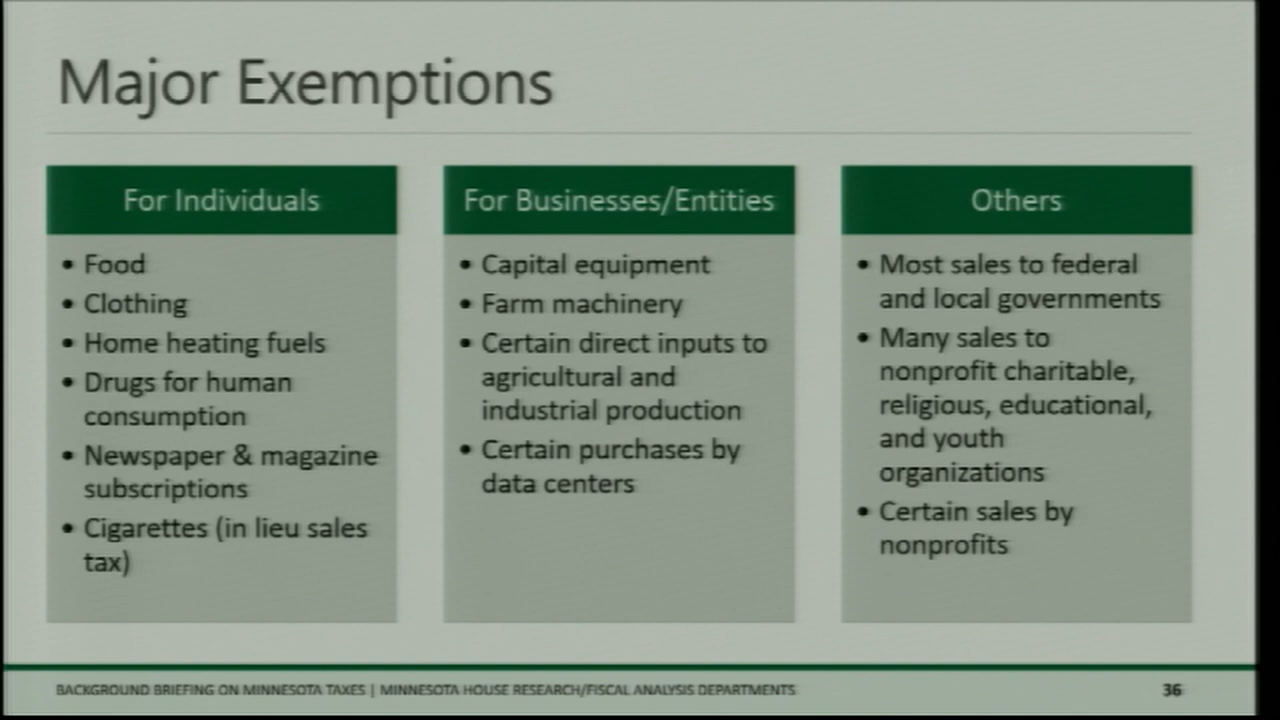 Major Exemptions
For Individuals
• Food
• Clothing
• Home heating fuels
• Drugs for human
consumption
• Newspaper & magazine
subscriptions
• Cigarettes (in lieu sales
tax)
For Businesses/Entities
• Capital equipment
• Farm machinery
• Certain direct inputs to
agricultural and
industrial production
• Certain purchases by
data centers
Others
• Most sales to federal
and local governments
• Many sales to
nonprofit charitable,
religious, educational,
and youth
organizations
• Certain sales by
nonprofits
BACKGROUND BRIEFING ON MINNESOTA TAXES | MINNESOTA HOUSE RESEARCH/FISCAL ANALYSIS DEPARTMENTS
36